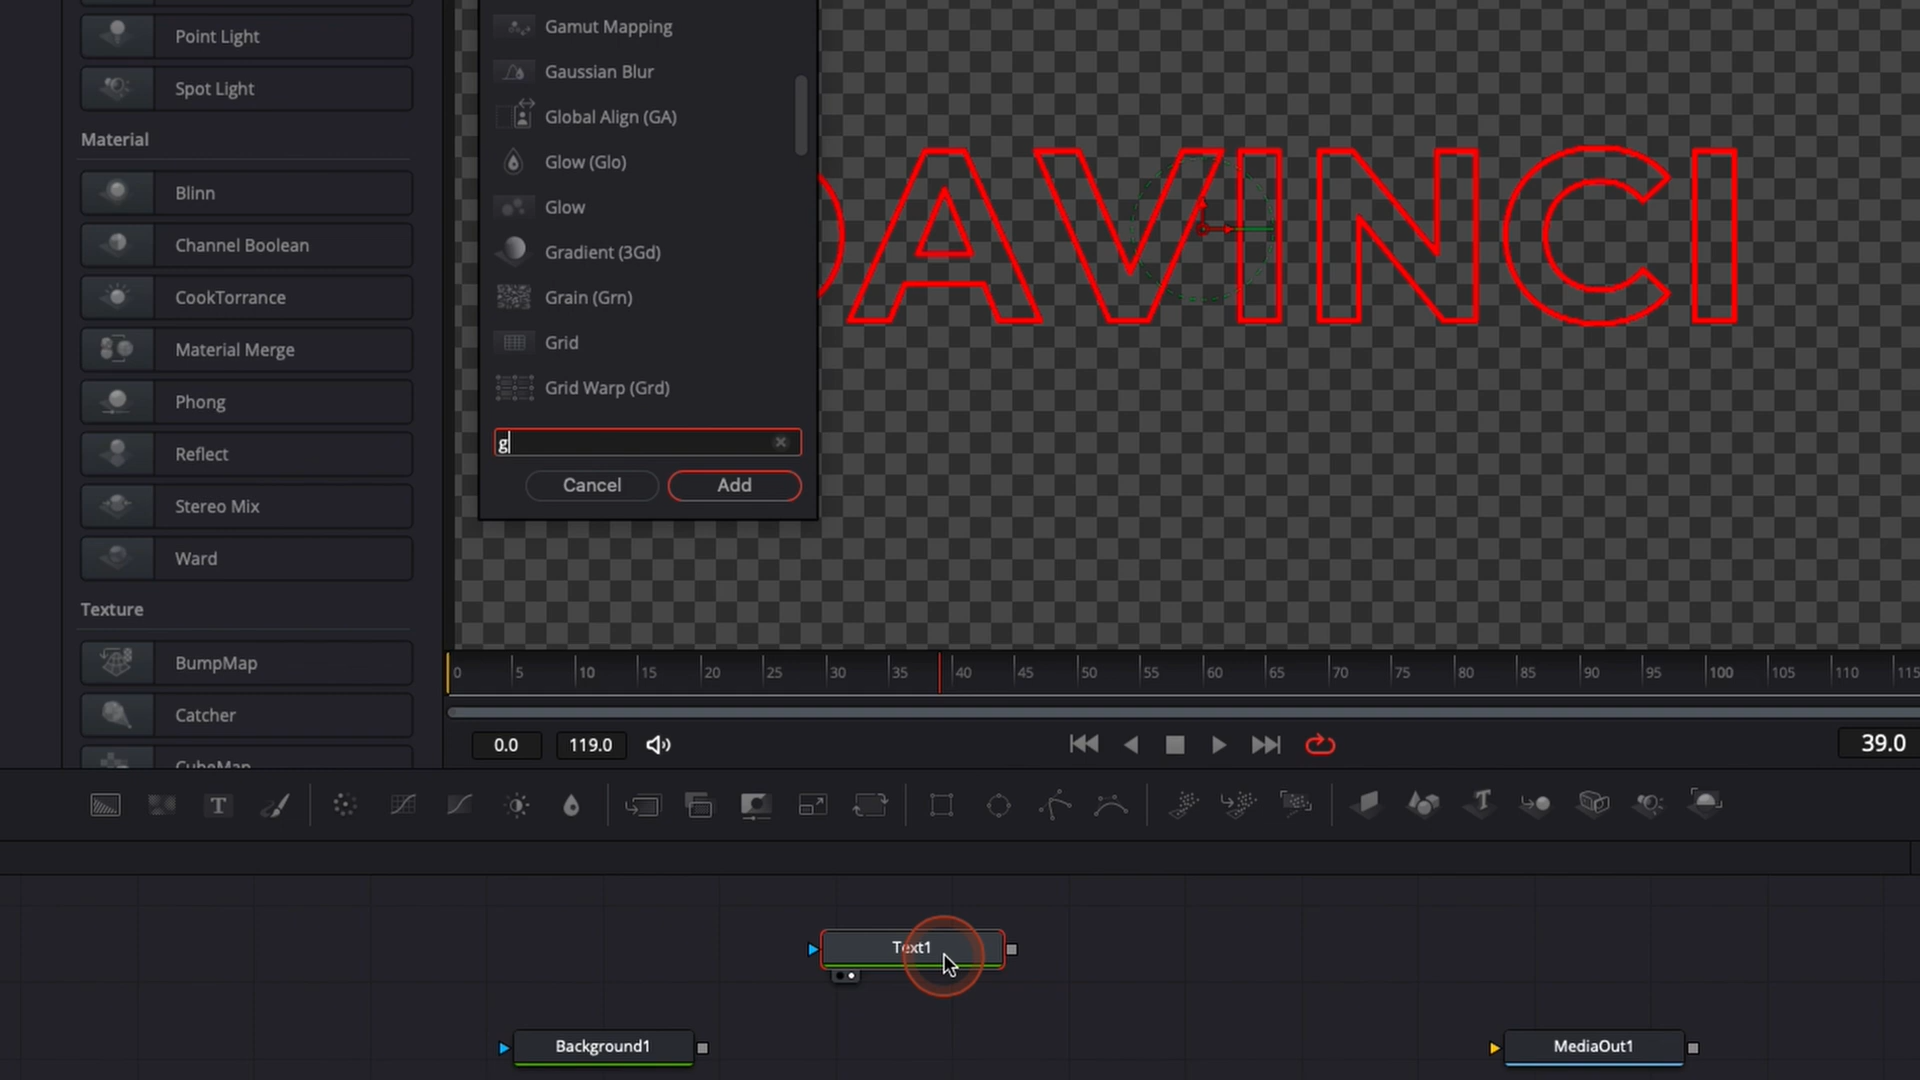 Point Light
Spot Light
Material
Blinn
Channel Boolean
CookTorrance
Material Merge
Phong
Reflect
Stereo Mix
Ward
Texture
BumpMap
Catcher
CubeMap
Gamut Mapping
Gaussian Blur
Global Align (GA)
Glow (Glo)
Glow
Gradient (3Gd)
Grain (Grn)
Grid
Grid Warp (Grd)
g
Cancel Add
DAVINCI
0 5 10 15 20 25 30 35 40 45 50 55 60 65 70 75 80 85 90 95 100 105 110 115
0.0 119.0 39.0
T
T
Text1
Background1 MediaOut1